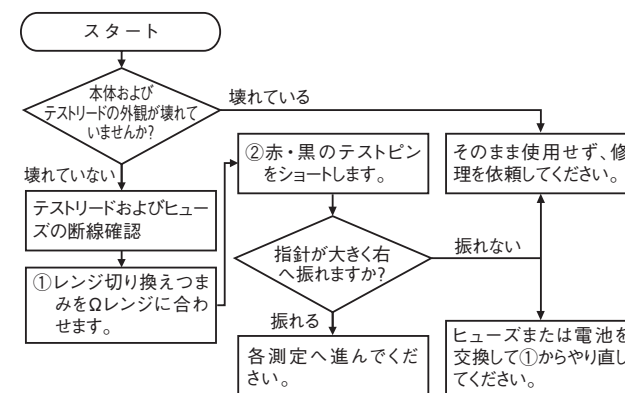 スタート
本体および
テストリードの外観が壊れて
いませんか?
壊れている
壊れていない
テストリードおよびヒュー
ズの断線確認
①レンジ切り換えつま
みをΩレンジに合わ
せます。
②赤・黒のテストピン
をショートします。
指針が大きく右
へ振れますか?
振れない
振れる
各測定へ進んでくだ
さい。
そのまま使用せず、修
理を依頼してください。
ヒューズまたは電池を
交換して①からやり直し
てください。